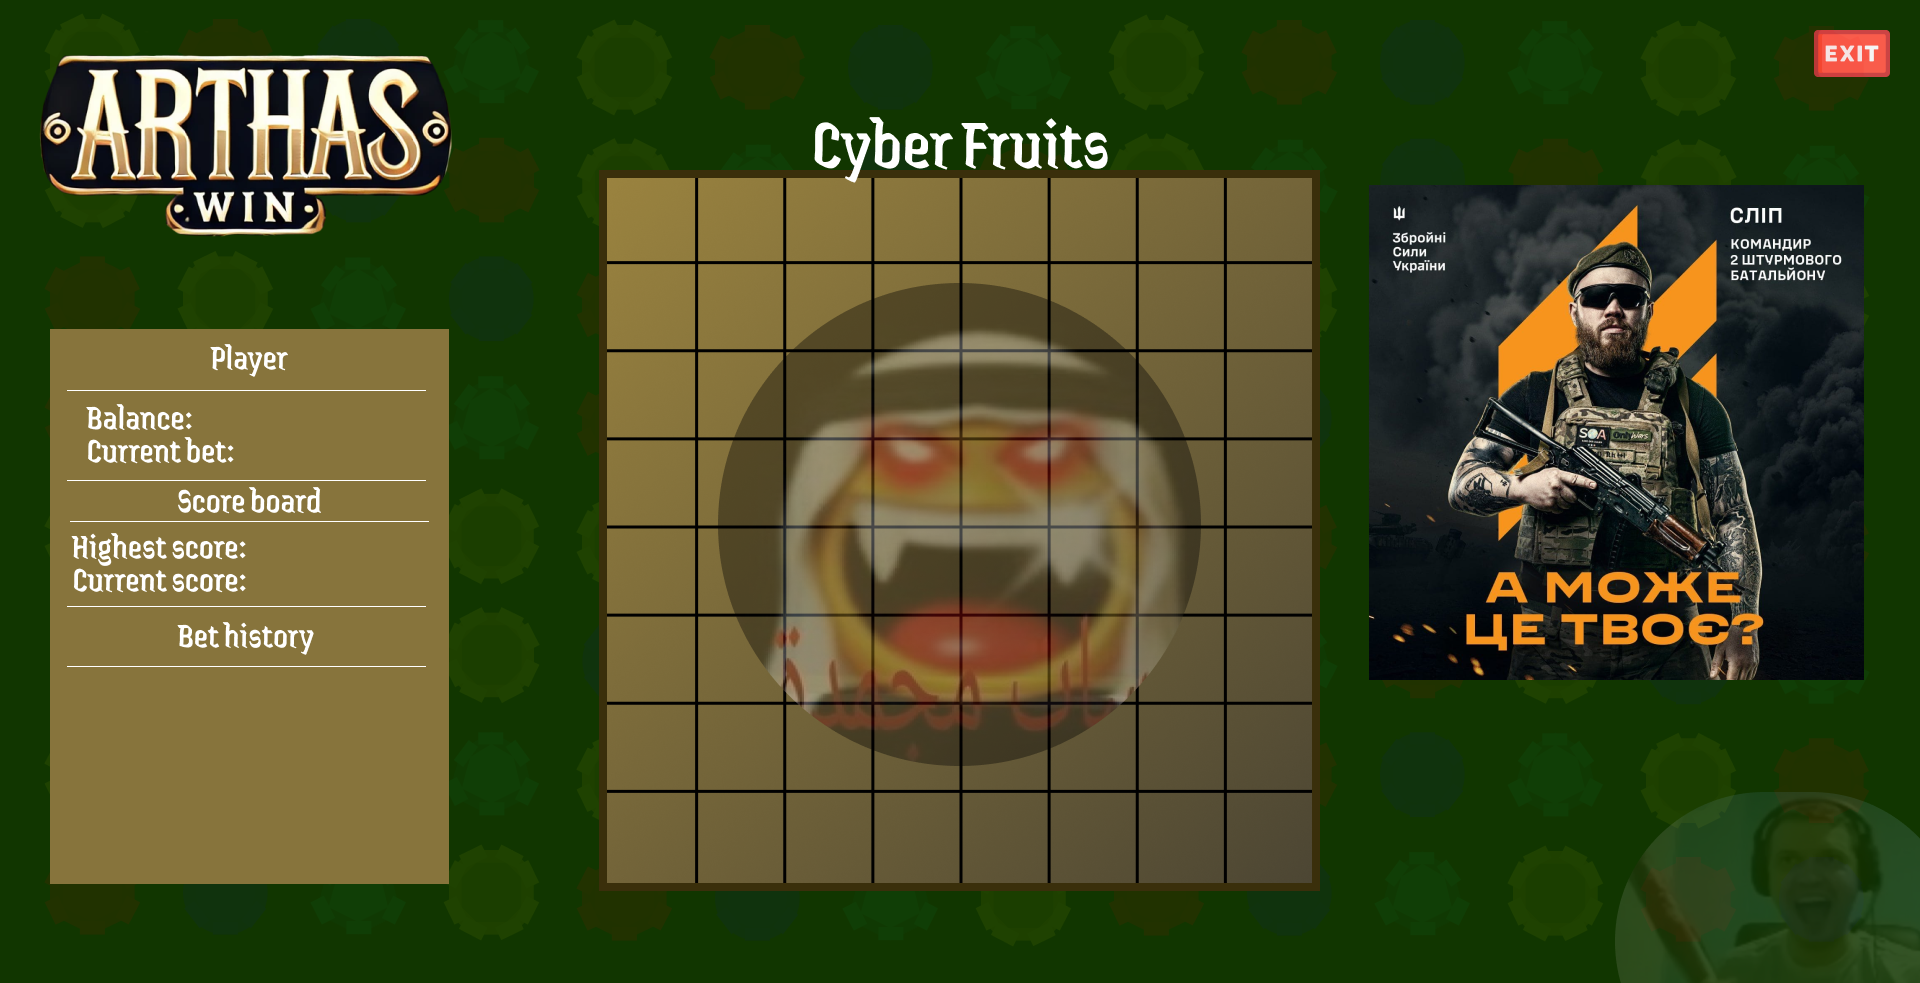 ARTHAS
WIN
EXIT
Cyber Fruits
Player
Balance:
Current bet:
Score board
Highest score:
Current score:
Bet history
Збройні
Сили
України
СЛІП
КОМАНДИР
2 ШТУРМОВОГО
БАТАЛЬЙОНУ
SOA
А МОЖЕ
ЦЕ ТВОЄ?